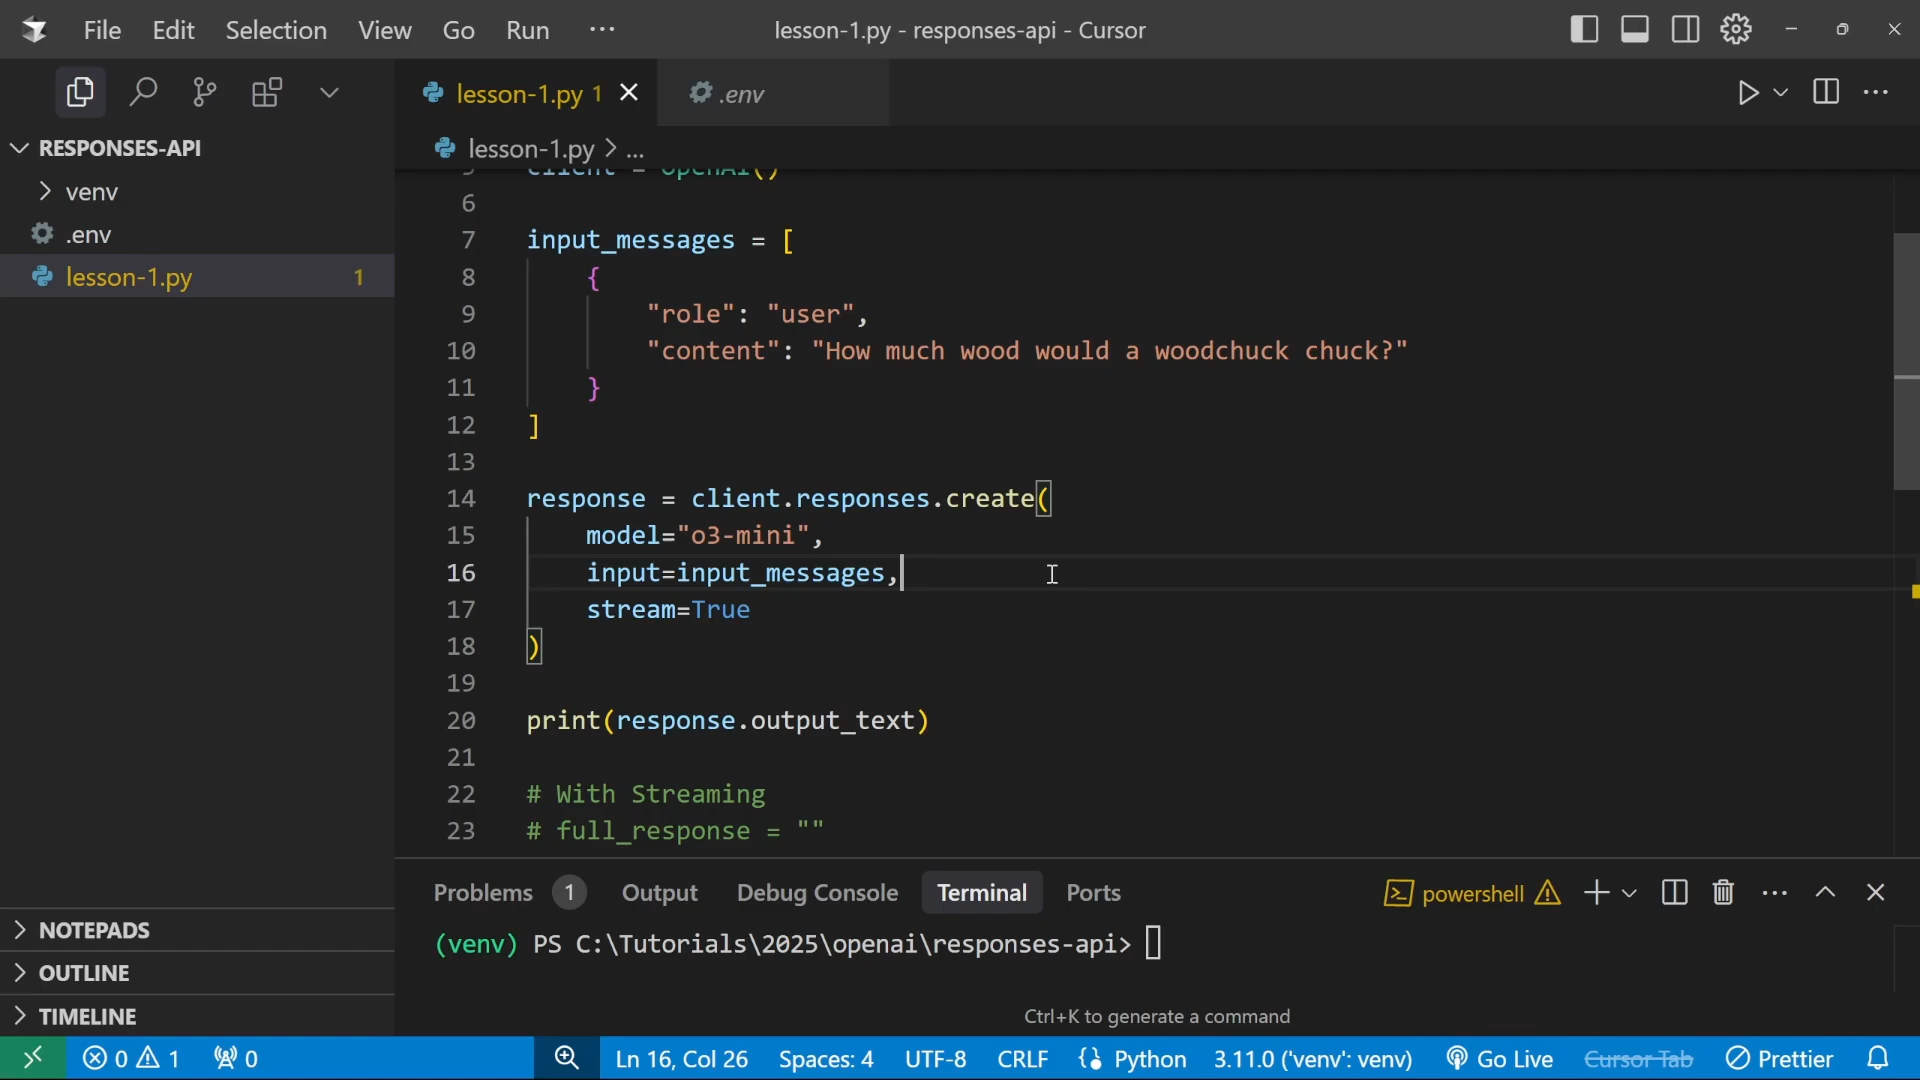 File Edit Selection View Go Run ···
lesson-1.py - responses-api - Cursor
RESPONSES-API
venv
.env
lesson-1.py 1
NOTEPADS
OUTLINE
TIMELINE
lesson-1.py 1
.env
lesson-1.py > ...
5 client = OpenAI()
6
7 input_messages = [
8 {
9 "role": "user",
10 "content": "How much wood would a woodchuck chuck?"
11 }
12 ]
13
14 response = client.responses.create(
15 model="o3-mini",
16 input=input_messages,
17 stream=True
18 )
19
20 print(response.output_text)
21
22 # With Streaming
23 # full_response = ""
Problems 1 Output Debug Console Terminal Ports
powershell
(venv) PS C:\Tutorials\2025\openai\responses-api>
Ctrl+K to generate a command
0 1 0 Ln 16, Col 26 Spaces: 4 UTF-8 CRLF {} Python 3.11.0 ('venv': venv) Go Live Cursor Tab Prettier